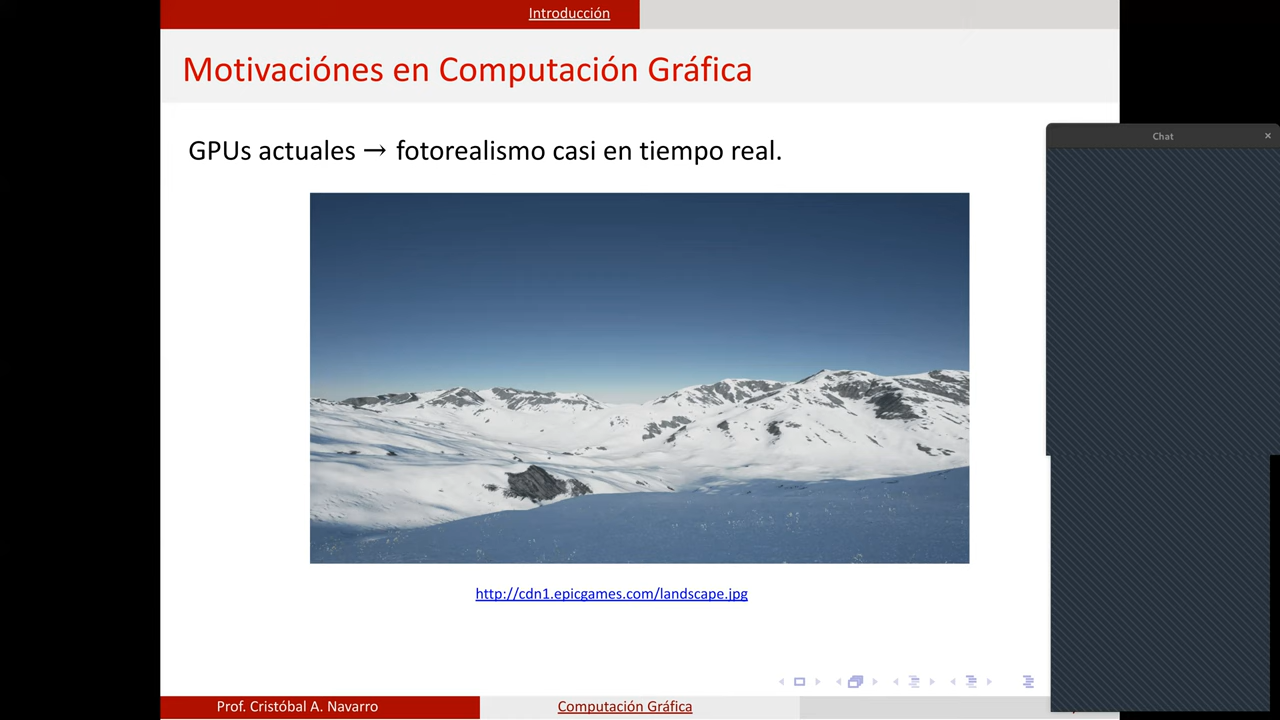 Introducción
Motivaciónes en Computación Gráfica
GPUs actuales → fotorealismo casi en tiempo real.
Chat
http://cdn1.epicgames.com/landscape.jpg
Prof. Cristóbal A. Navarro
Computación Gráfica